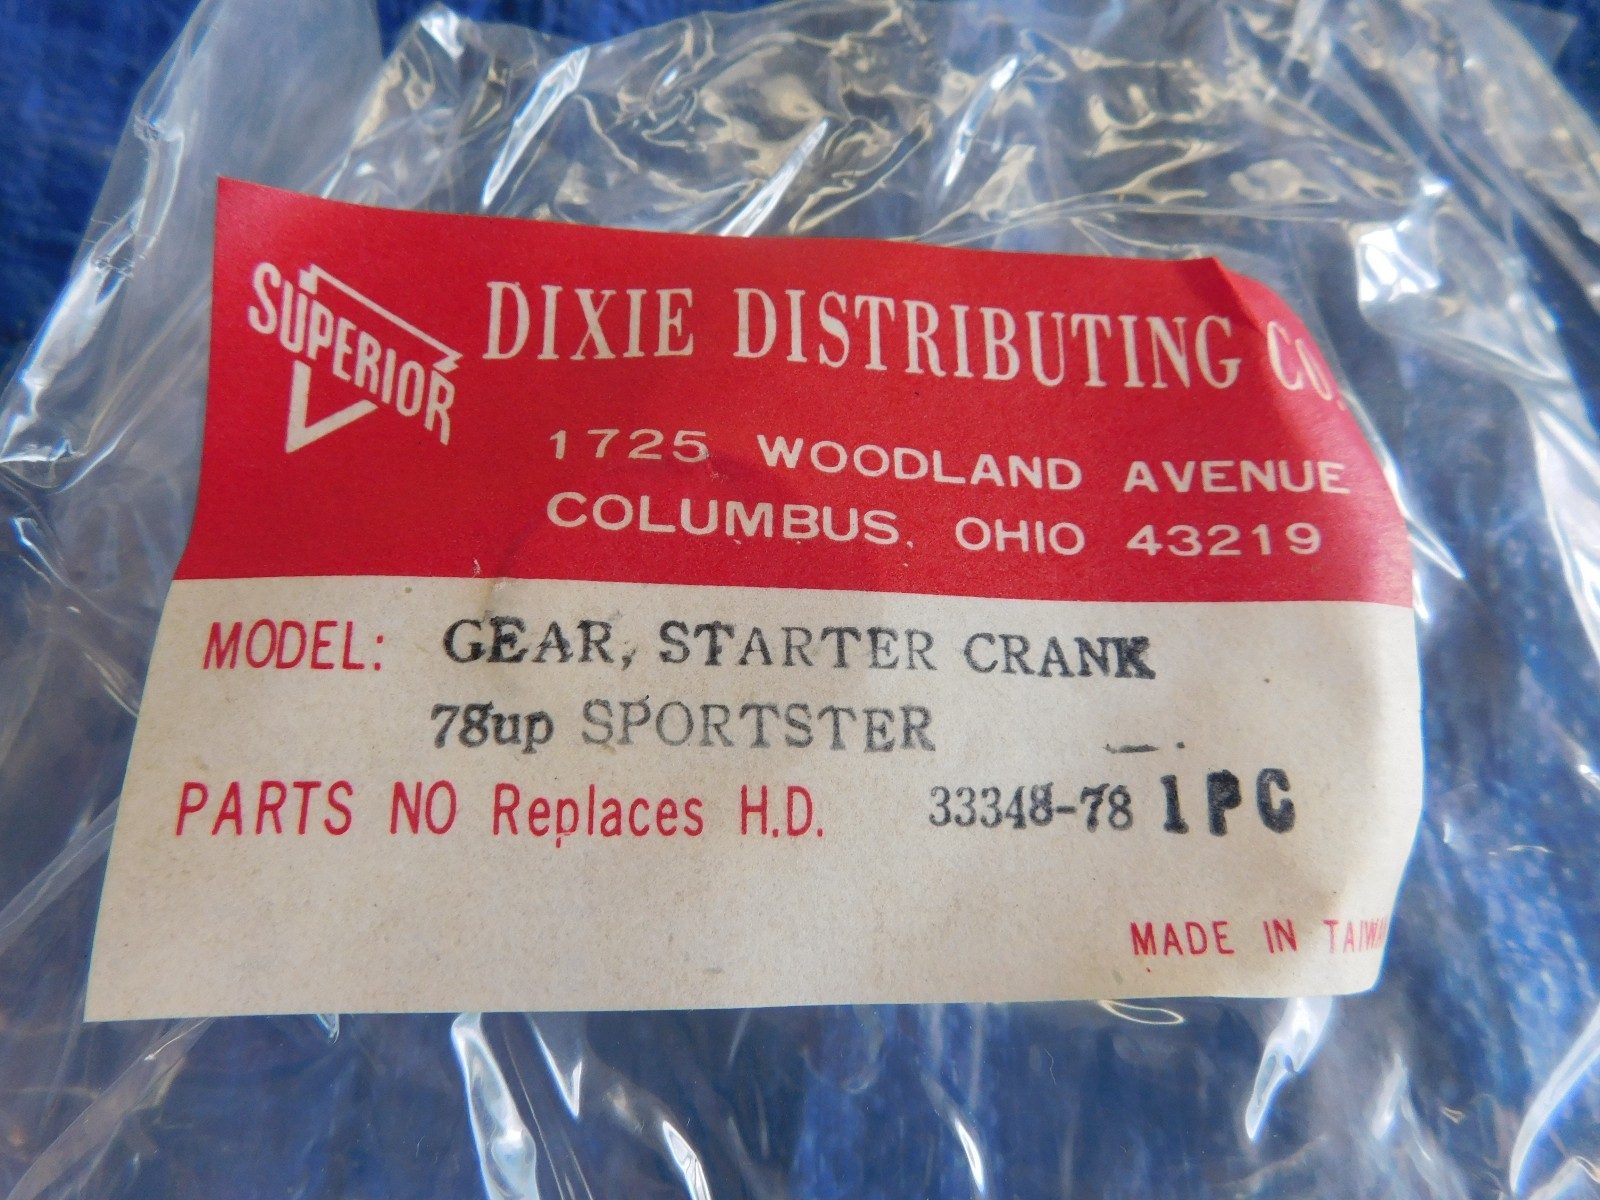 SUPERIOR
DIXIE DISTRIBUTING CO.
1725 WOODLAND AVENUE
COLUMBUS, OHIO 43219
MODEL: GEAR, STARTER CRANK
78up SPORTSTER
PARTS NO Replaces H.D. 33348-78 1PC
MADE IN TAIWAN